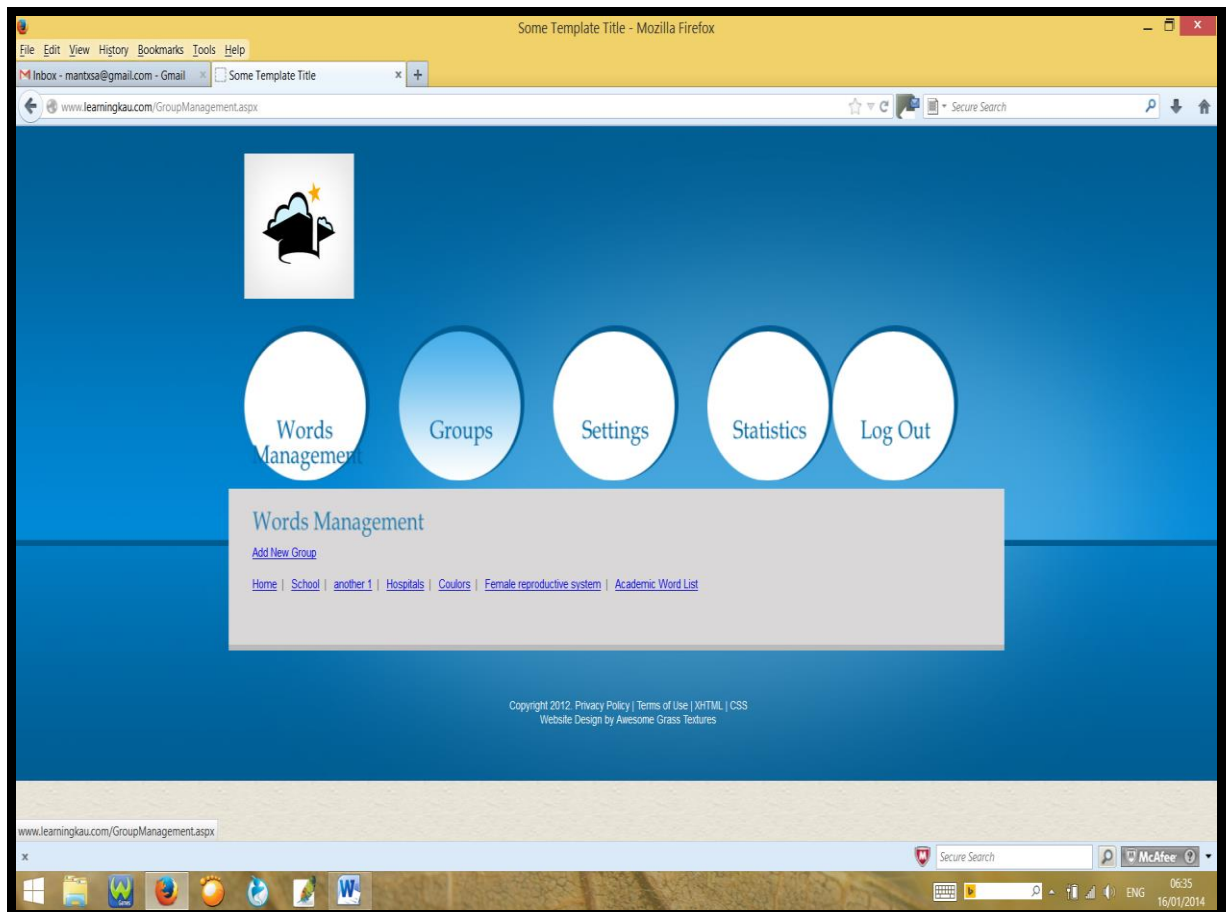 Some Template Title - Mozilla Firefox
File Edit View History Bookmarks Tools Help
Inbox - mantxsa@gmail.com - Gmail x Some Template Title x +
www.learningkau.com/GroupManagement.aspx Secure Search
Words Management
Groups
Settings
Statistics
Log Out
Words Management
Add New Group
Home | School | another 1 | Hospitals | Coulors | Female reproductive system | Academic Word List
Copyright 2012. Privacy Policy | Terms of Use | XHTML | CSS
Website Design by Awesome Grass Textures
www.learningkau.com/GroupManagement.aspx
x Secure Search McAfee
ENG 06:35
16/01/2014